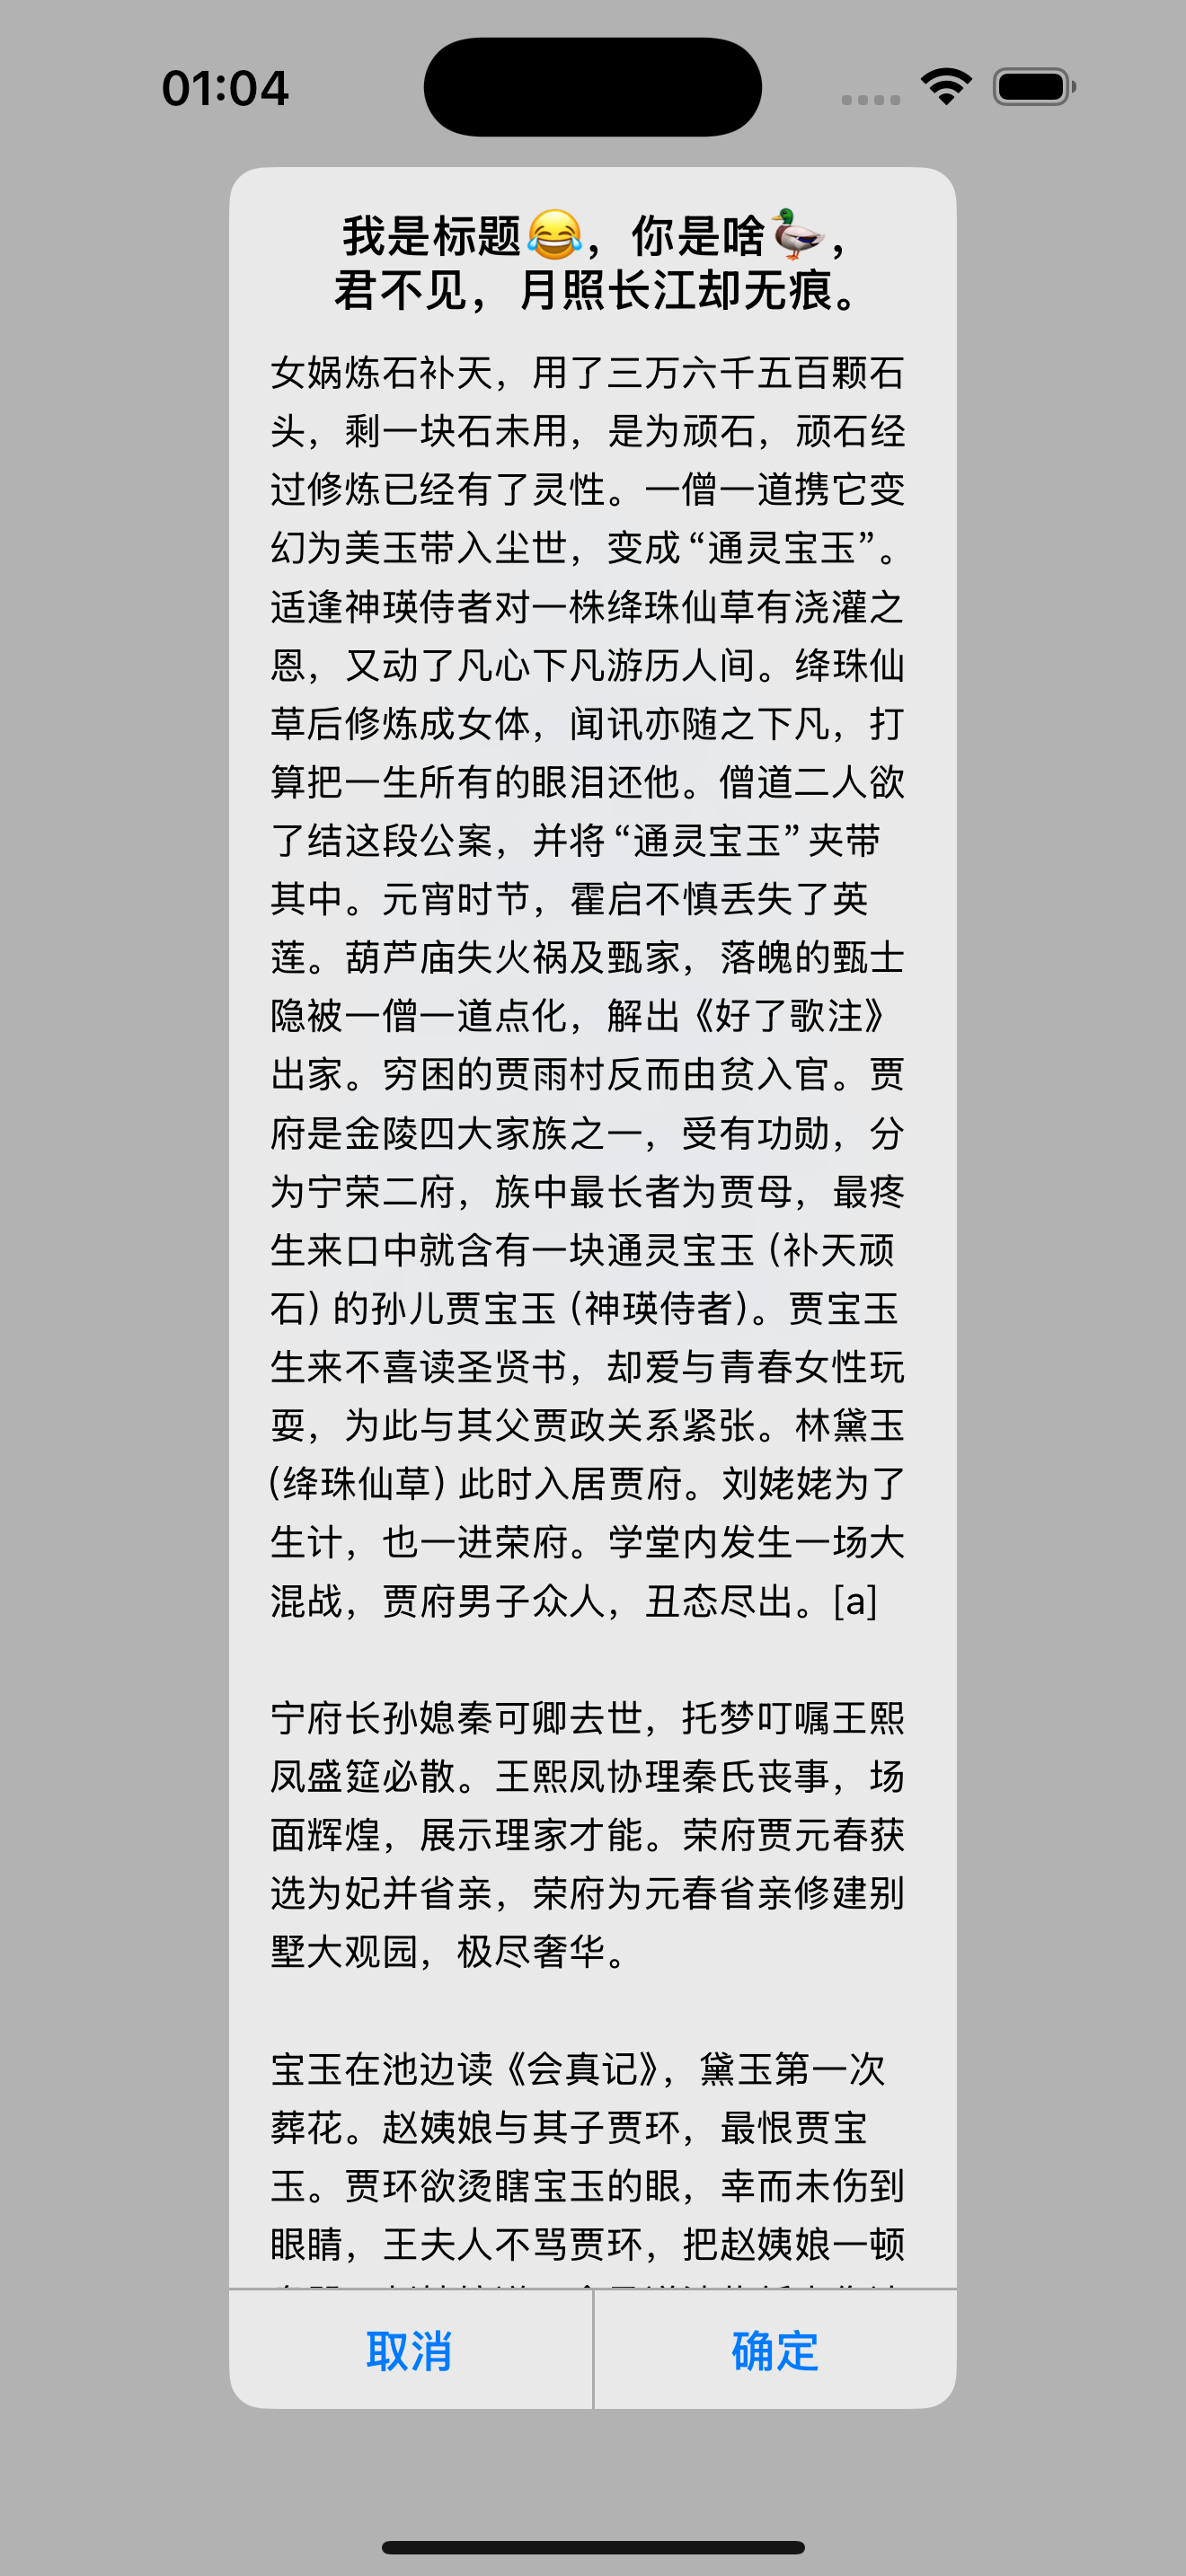 01:04
我是标题😂，你是啥🦆，
君不见，月照长江却无痕。
女娲炼石补天，用了三万六千五百颗石
头，剩一块石未用，是为顽石，顽石经
过修炼已经有了灵性。一僧一道携它变
幻为美玉带入尘世，变成“通灵宝玉”。
适逢神瑛侍者对一株绛珠仙草有浇灌之
恩，又动了凡心下凡游历人间。绛珠仙
草后修炼成女体，闻讯亦随之下凡，打
算把一生所有的眼泪还他。僧道二人欲
了结这段公案，并将“通灵宝玉”夹带
其中。元宵时节，霍启不慎丢失了英
莲。葫芦庙失火祸及甄家，落魄的甄士
隐被一僧一道点化，解出《好了歌注》
出家。穷困的贾雨村反而由贫入官。贾
府是金陵四大家族之一，受有功勋，分
为宁荣二府，族中最长者为贾母，最疼
生来口中就含有一块通灵宝玉（补天顽
石）的孙儿贾宝玉（神瑛侍者）。贾宝玉
生来不喜读圣贤书，却爱与青春女性玩
耍，为此与其父贾政关系紧张。林黛玉
（绛珠仙草）此时入居贾府。刘姥姥为了
生计，也一进荣府。学堂内发生一场大
混战，贾府男子众人，丑态尽出。[a]
宁府长孙媳秦可卿去世，托梦叮嘱王熙
凤盛筵必散。王熙凤协理秦氏丧事，场
面辉煌，展示理家才能。荣府贾元春获
选为妃并省亲，荣府为元春省亲修建别
墅大观园，极尽奢华。
宝玉在池边读《会真记》，黛玉第一次
葬花。赵姨娘与其子贾环，最恨贾宝
玉。贾环欲烫瞎宝玉的眼，幸而未伤到
眼睛，王夫人不骂贾环，把赵姨娘一顿
取消
确定